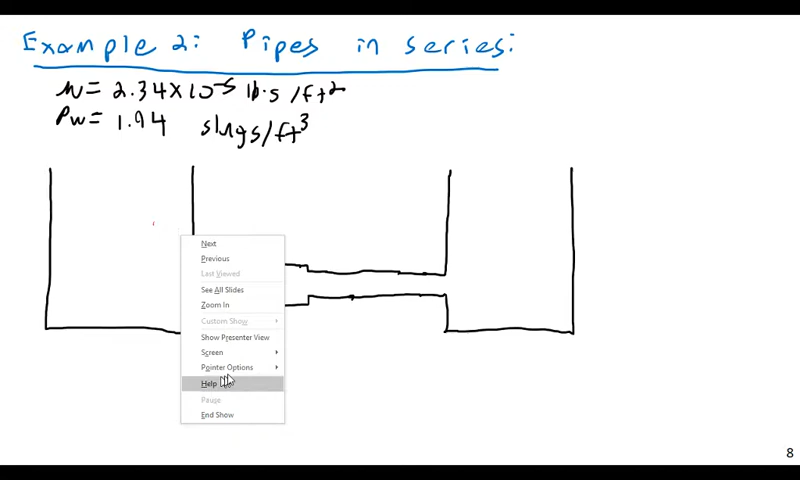 Example 2: Pipes in series:
μ = 2.34×10⁻⁵ lb·s/ft²
ρw = 1.94 slugs/ft³
Next
Previous
Last Viewed
See All Slides
Zoom In
Custom Show
Show Presenter View
Screen
Pointer Options
Help
Pause
End Show
8